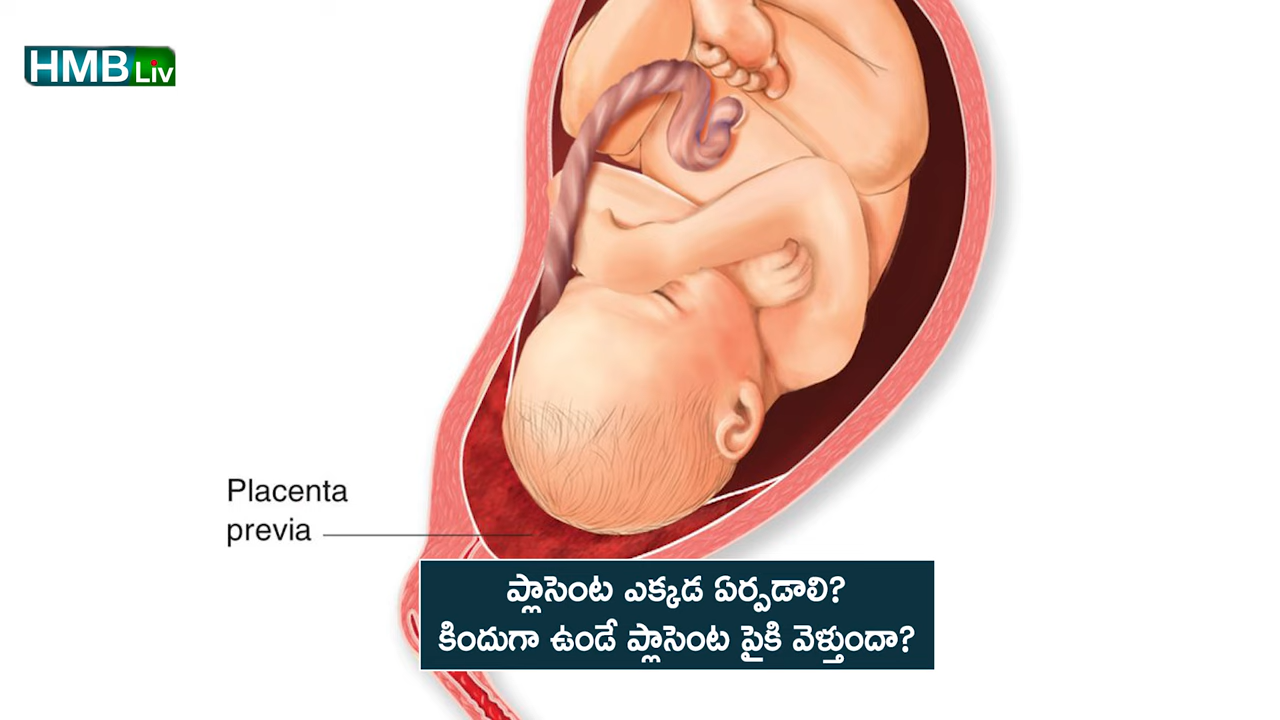 HMB Liv
Placenta
previa
ప్లాసెంట ఎక్కడ ఏర్పడాలి?
కిందుగా ఉండే ప్లాసెంట పైకి వెళ్తుందా?